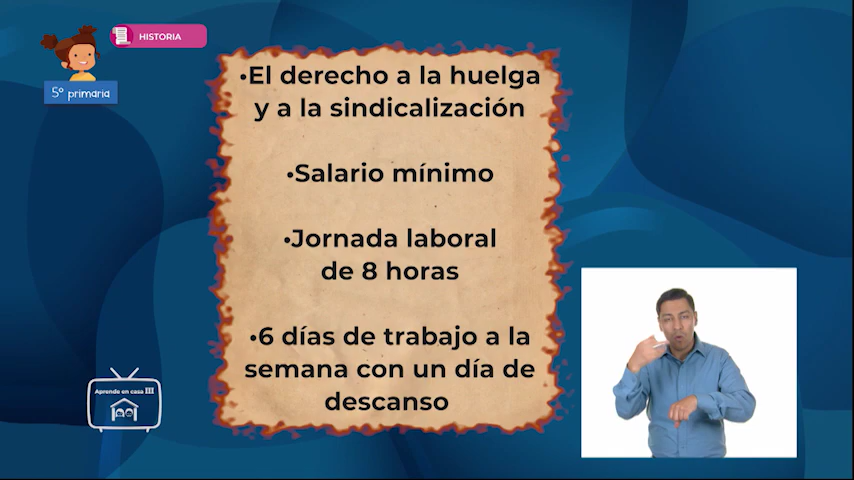 HISTORIA
5º primaria
•El derecho a la huelga
y a la sindicalización
•Salario mínimo
•Jornada laboral
de 8 horas
•6 días de trabajo a la
semana con un día de
descanso
Aprende en casa III